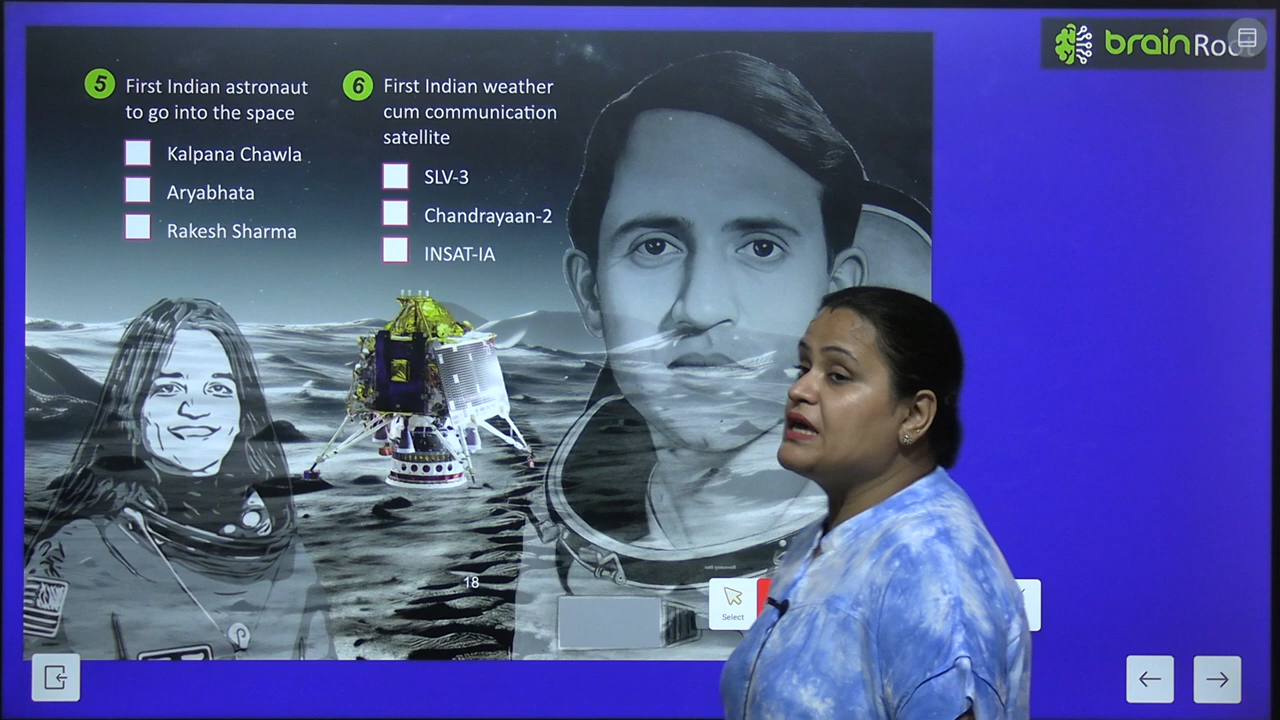 brain
5 First Indian astronaut
to go into the space
Kalpana Chawla
Aryabhata
Rakesh Sharma
6 First Indian weather
cum communication
satellite
SLV-3
Chandrayaan-2
INSAT-IA
18
Select